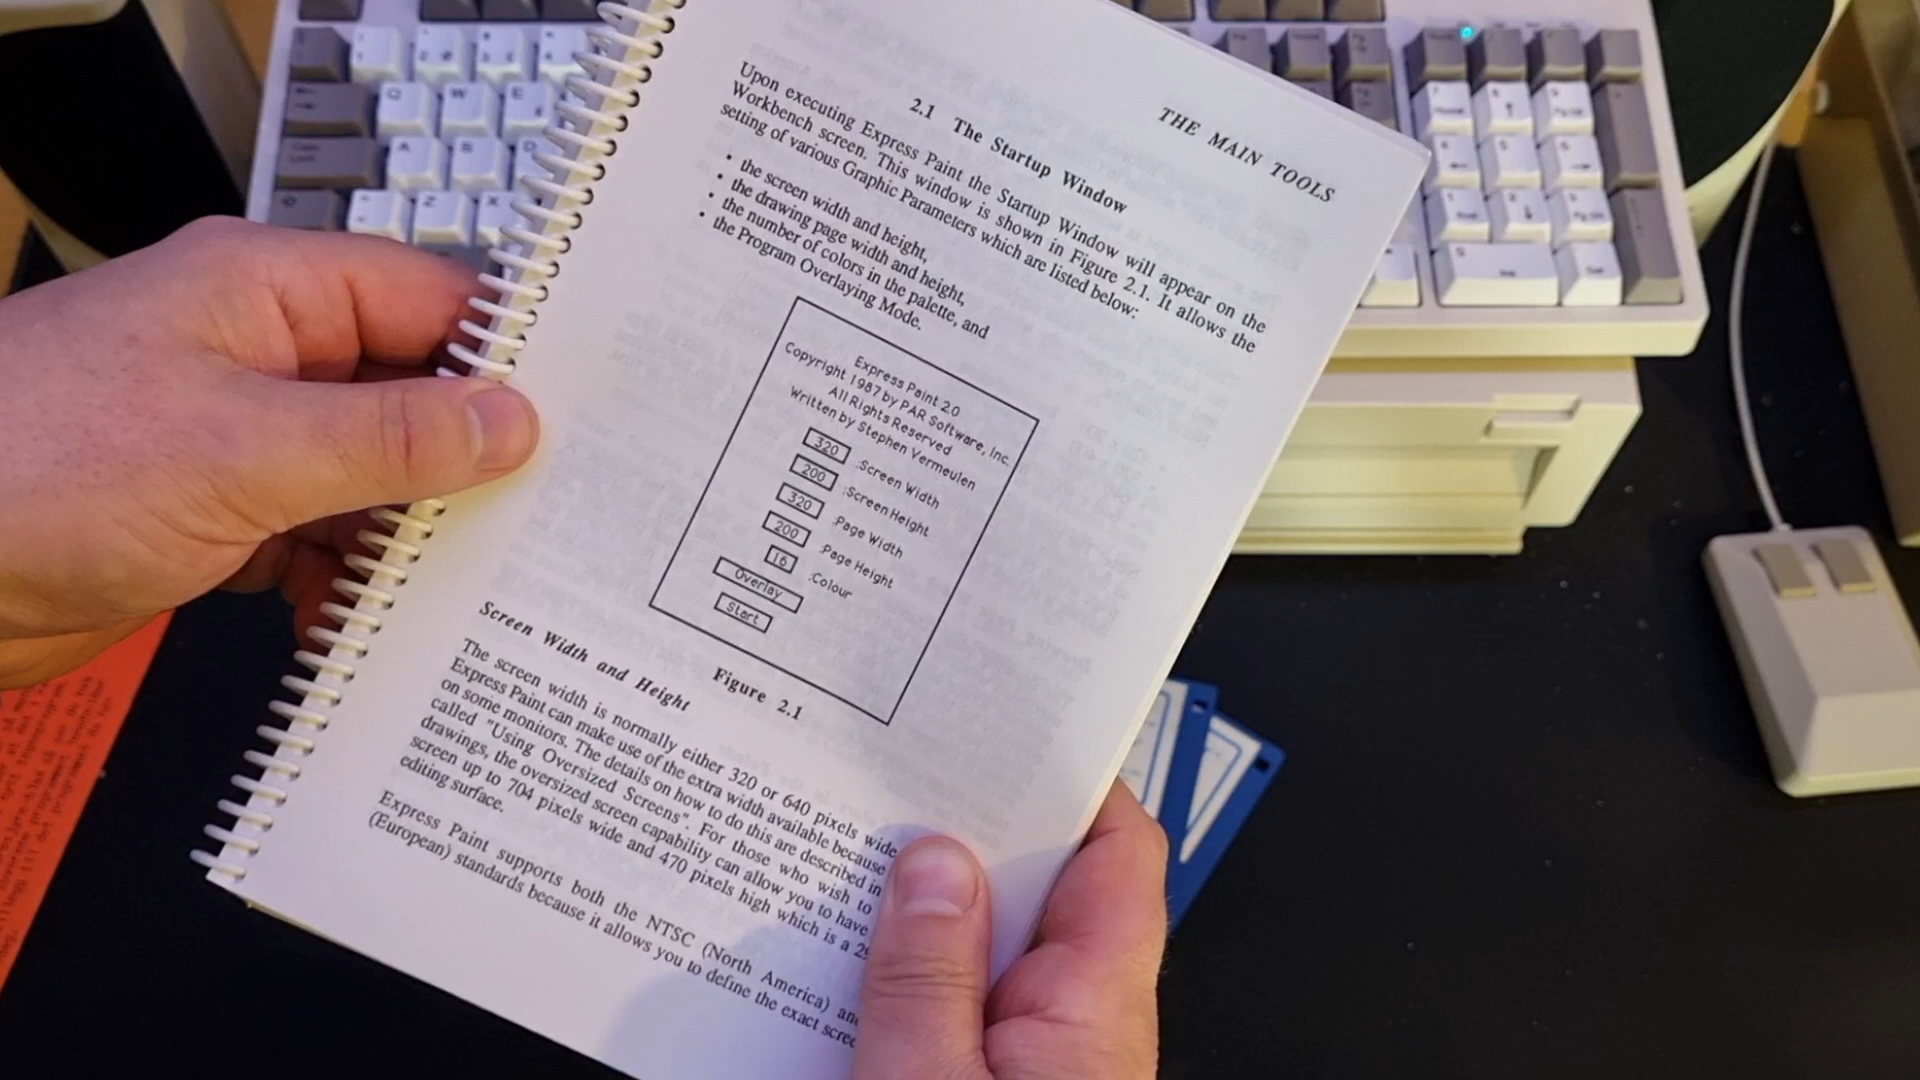 THE MAIN TOOLS
2.1 The Startup Window
Upon executing Express Paint the Startup Window will appear on the
Workbench screen. This window is shown in Figure 2.1. It allows the
setting of various Graphic Parameters which are listed below:
• the screen width and height,
• the drawing page width and height,
• the number of colors in the palette, and
• the Program Overlaying Mode.
Express Paint 2.0
Copyright 1987 by PAR Software, Inc.
All Rights Reserved
Written by Stephen Vermeulen
320 :Screen Width
200 :Screen Height
320 :Page Width
200 :Page Height
16 :Colour
Overlay
Start
Figure 2.1
Screen Width and Height
The screen width is normally either 320 or 640 pixels wide
Express Paint can make use of the extra width available because
on some monitors. The details on how to do this are described in
called "Using Oversized Screens". For those who wish to
drawings, the oversized screen capability can allow you to have
screen up to 704 pixels wide and 470 pixels high which is a
editing surface.
Express Paint supports both the NTSC (North America)
(European) standards because it allows you to define the exact
Q W E
A S D
Z X
7 8 9
4 5 6
1 2 3
0